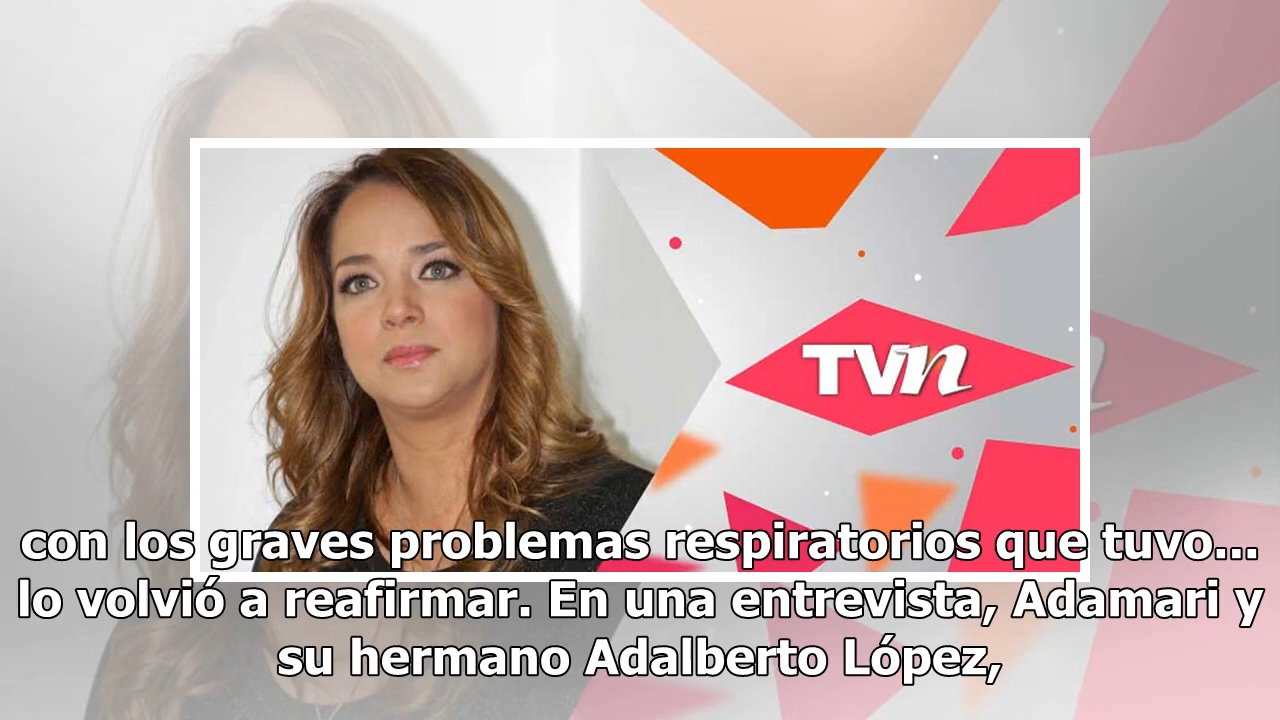 TVn
con los graves problemas respiratorios que tuvo...
lo volvió a reafirmar. En una entrevista, Adamari y
su hermano Adalberto López,